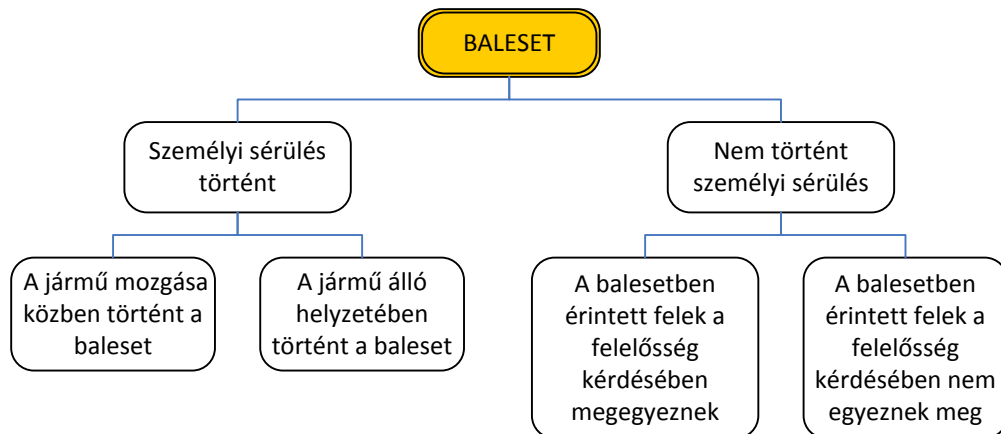 BALESET
Személyi sérülés
történt
Nem történt
személyi sérülés
A jármű mozgása
közben történt a
baleset
A jármű álló
helyzetében
történt a baleset
A balesetben
érintett felek a
felelősség
kérdésében
megegyeznek
A balesetben
érintett felek a
felelősség
kérdésében nem
egyeznek meg